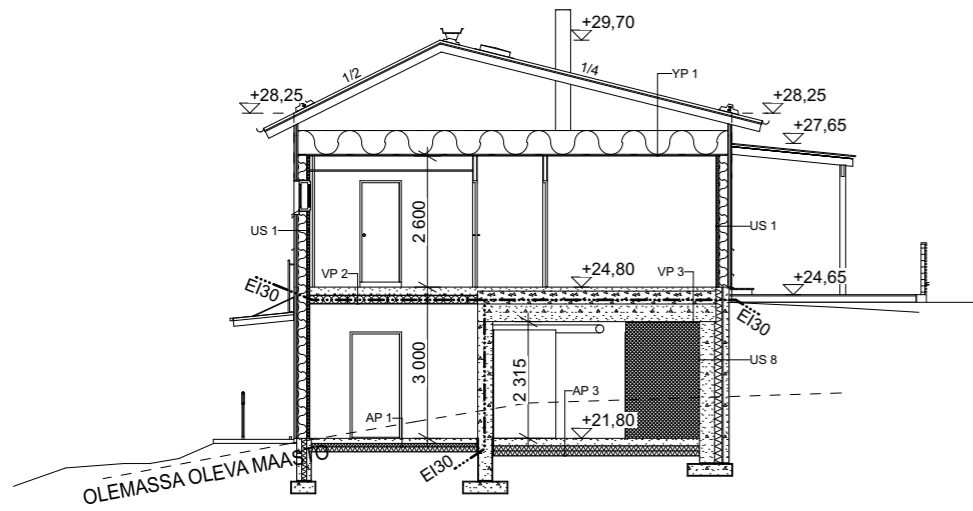 +29,70
1/2
1/4
YP 1
+28,25
+28,25
+27,65
2 600
US 1
US 1
VP 2
+24,80
VP 3
+24,65
EI30
EI30
3 000
2 315
US 8
AP 3
AP 1
+21,80
EI30
OLEMASSA OLEVA MAASTO